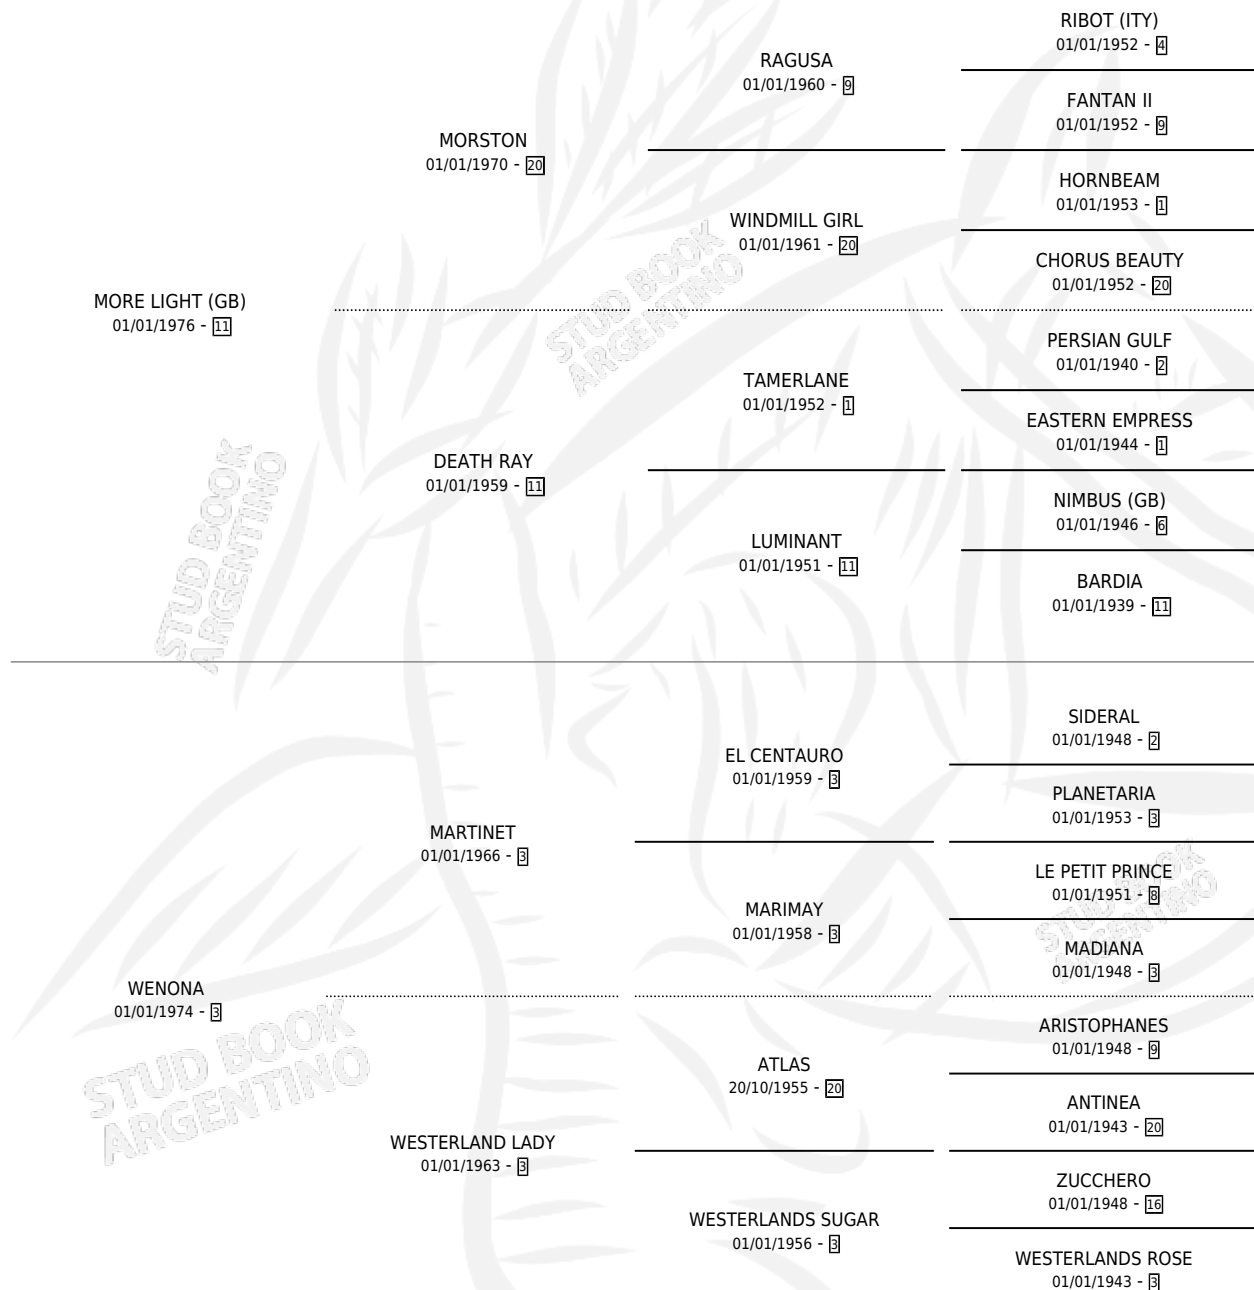 RIBOT (ITY)
01/01/1952 - 4
RAGUSA
01/01/1960 - 9
FANTAN II
01/01/1952 - 9
MORSTON
01/01/1970 - 20
HORNBEAM
01/01/1953 - 1
WINDMILL GIRL
01/01/1961 - 20
CHORUS BEAUTY
01/01/1952 - 20
MORE LIGHT (GB)
01/01/1976 - 11
STUD BOOK
ARGENTINO
PERSIAN GULF
01/01/1940 - 2
TAMERLANE
01/01/1952 - 1
EASTERN EMPRESS
01/01/1944 - 1
DEATH RAY
01/01/1959 - 11
NIMBUS (GB)
01/01/1946 - 6
LUMINANT
01/01/1951 - 11
BARDIA
01/01/1939 - 11
STUD BOOK
ARGENTINO
SIDERAL
01/01/1948 - 2
EL CENTAURO
01/01/1959 - 3
PLANETARIA
01/01/1953 - 3
MARTINET
01/01/1966 - 3
LE PETIT PRINCE
01/01/1951 - 8
MARIMAY
01/01/1958 - 3
STUD BOOK
ARGENTINO
MADIANA
01/01/1948 - 3
WENONA
01/01/1974 - 3
ARISTOPHANES
01/01/1948 - 9
ATLAS
20/10/1955 - 20
STUD BOOK
ARGENTINO
ANTINEA
01/01/1943 - 20
WESTERLAND LADY
01/01/1963 - 3
ZUCCHERO
01/01/1948 - 16
WESTERLANDS SUGAR
01/01/1956 - 3
WESTERLANDS ROSE
01/01/1943 - 3